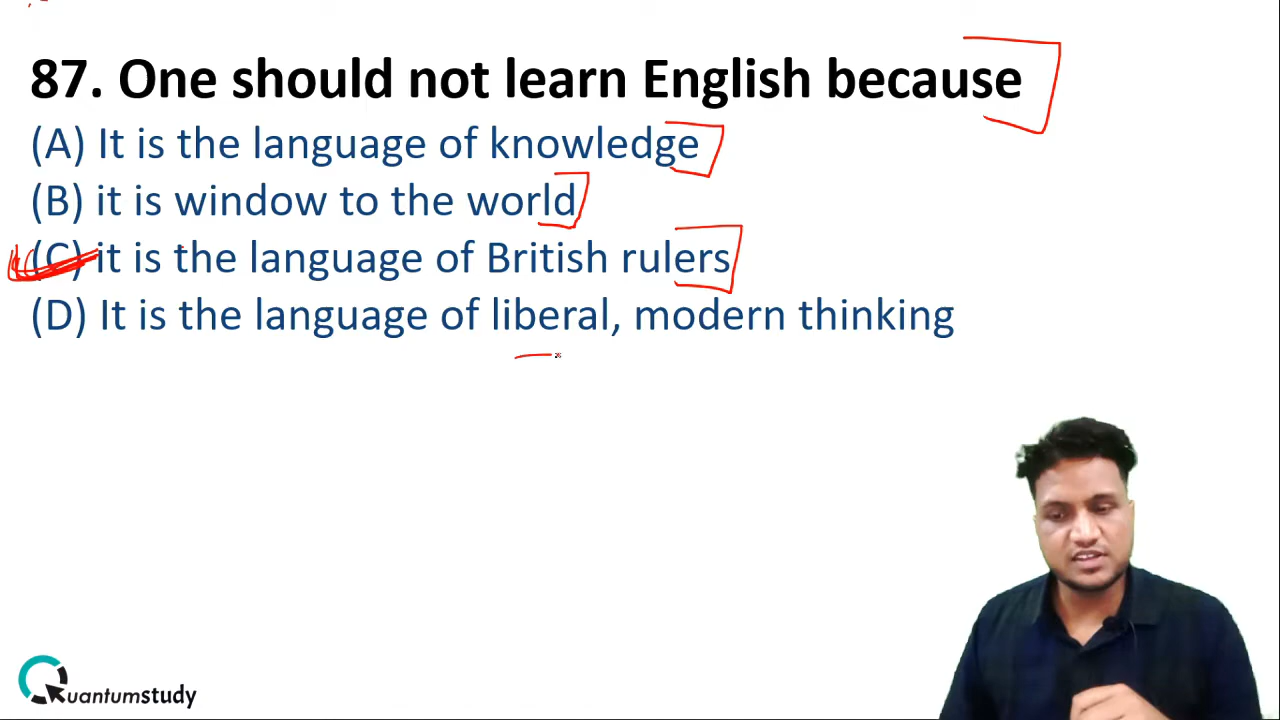 87. One should not learn English because
(A) It is the language of knowledge
(B) it is window to the world
(C) it is the language of British rulers
(D) It is the language of liberal, modern thinking
Quantumstudy